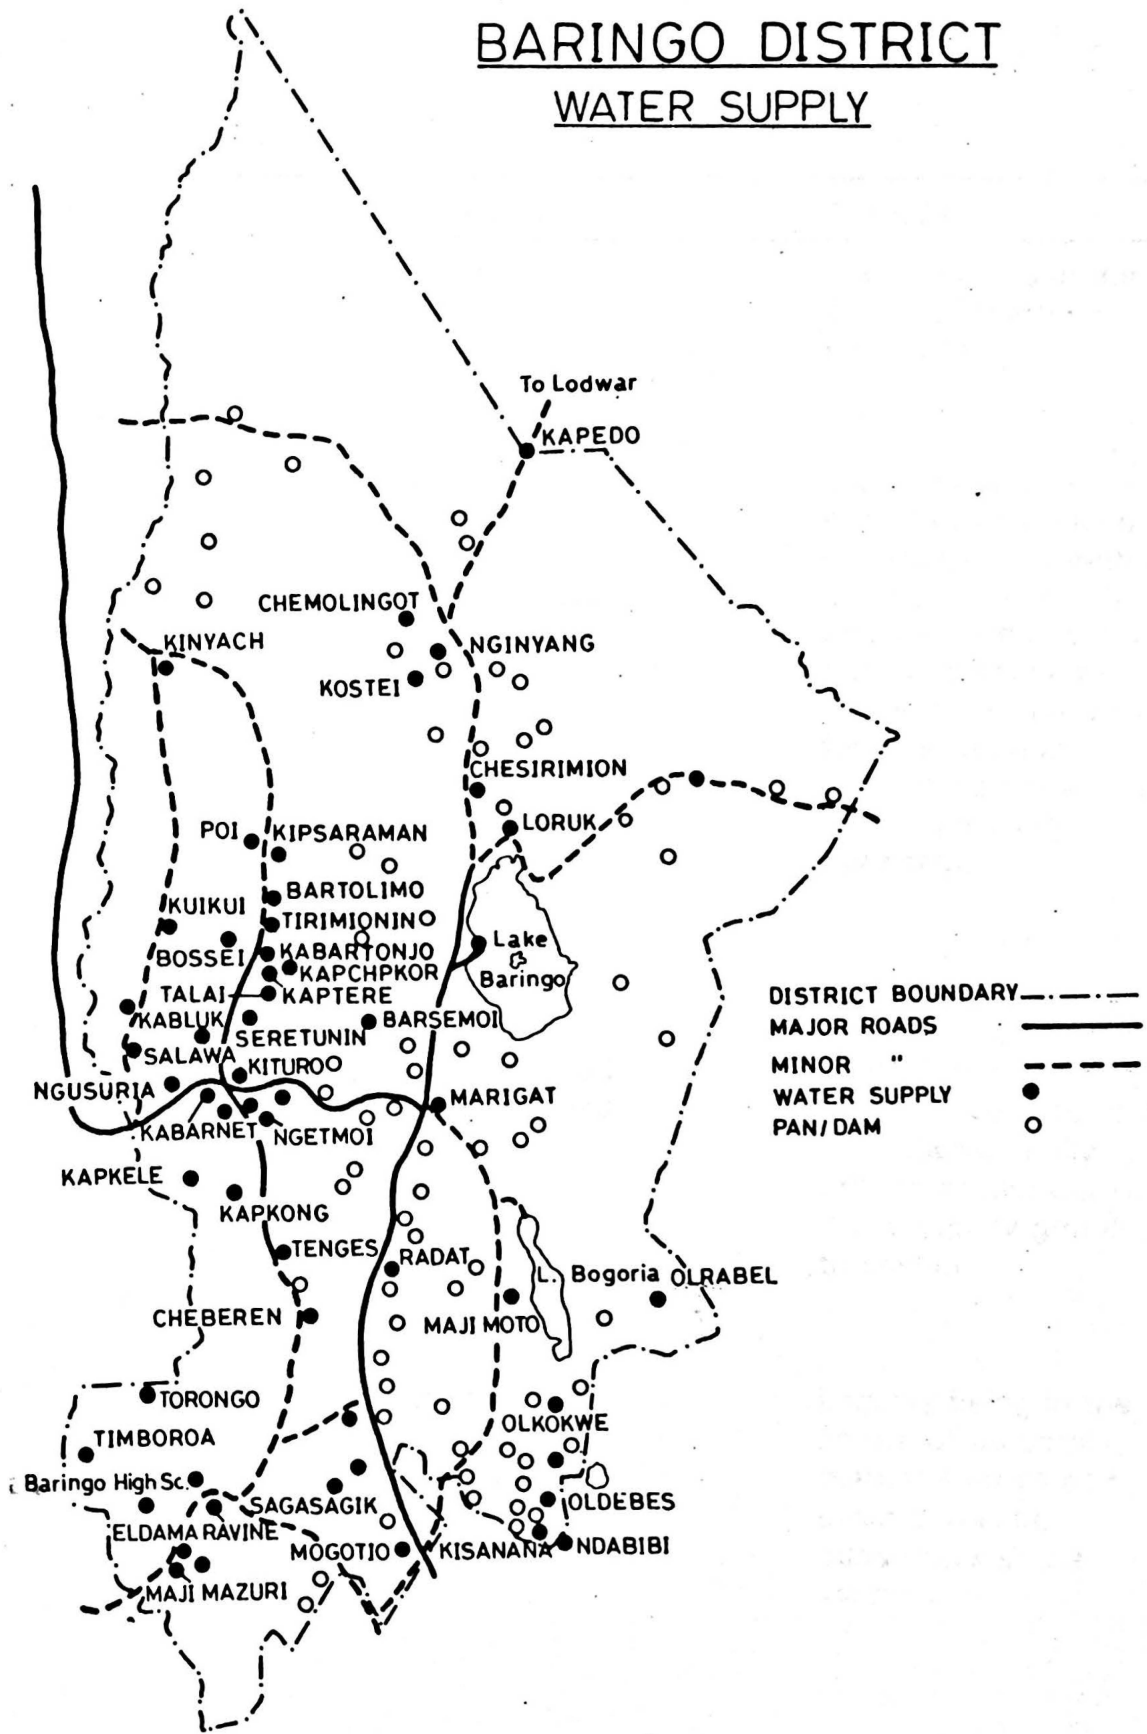 BARINGO DISTRICT
WATER SUPPLY
To Lodwar
KAPEDO
CHEMOLINGOT
KINYACH
NGINYANG
KOSTEI
CHESIRIMION
LORUK
POI
KIPSARAMAN
BARTOLIMO
KUIKUI
TIRIMIONIN
BOSSEI
KABARTONJO
Lake
Baringo
KAPCHPKOR
TALAI
KAPTERE
KABLUK
SERETUNIN
BARSEMOI
SALAWA
KITUROO
NGUSURIA
MARIGAT
KABARNET
NGETMOI
KAPKELE
KAPKONG
TENGES
RADAT
L. Bogoria
OLRABEL
CHEBEREN
MAJI MOTO
TORONGO
OLKOKWE
TIMBOROA
Baringo High Sc.
SAGASAGIK
OLDEBES
ELDAMA RAVINE
MOGOTIO
KISANANA
NDABIBI
MAJI MAZURI
DISTRICT BOUNDARY
MAJOR ROADS
MINOR "
WATER SUPPLY
PAN/DAM